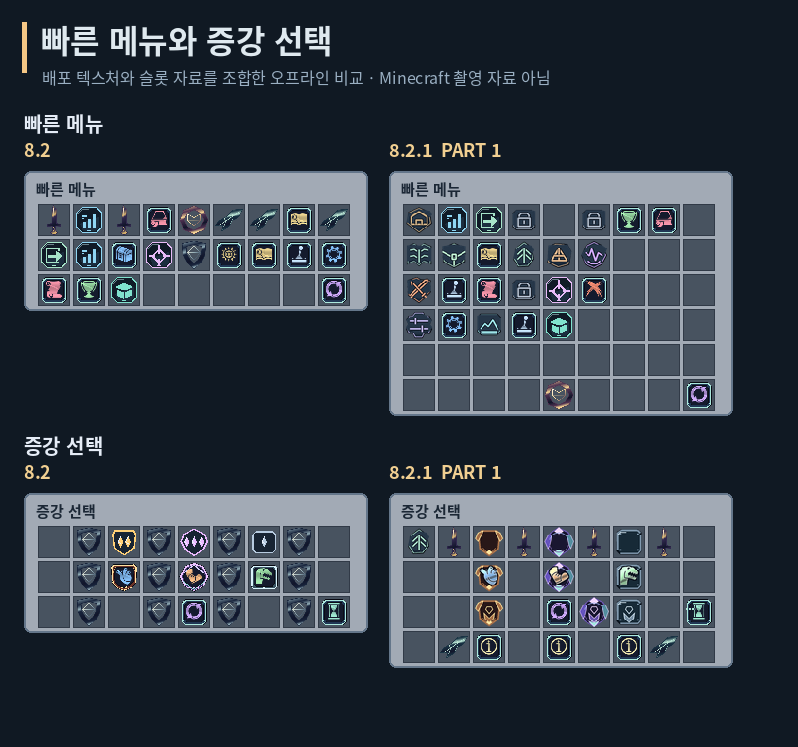 빠른 메뉴와 증강 선택
배포 텍스처와 슬롯 자료를 조합한 오프라인 비교 · Minecraft 촬영 자료 아님
빠른 메뉴
8.2
8.2.1 PART 1
빠른 메뉴
빠른 메뉴
증강 선택
8.2
8.2.1 PART 1
증강 선택
증강 선택